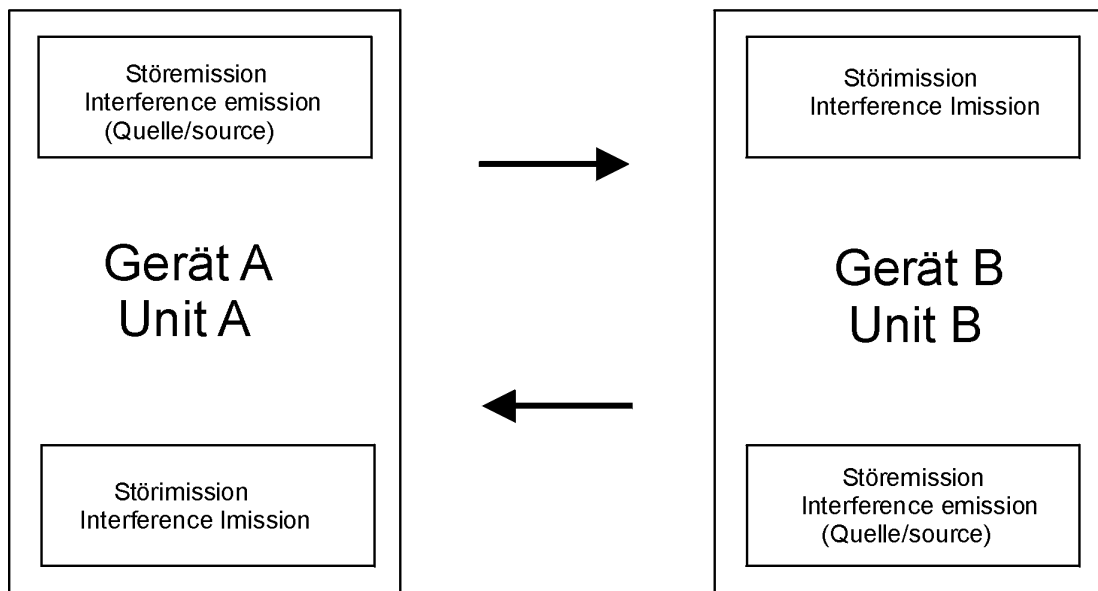 Störemission
Interference emission
(Quelle/source)
Gerät A
Unit A
Störimission
Interference Imission
Störimission
Interference Imission
Gerät B
Unit B
Störemission
Interference emission
(Quelle/source)